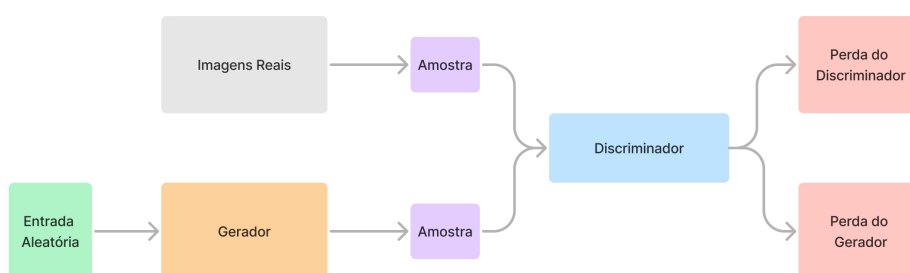 Imagens Reais
Amostra
Perda do
Discriminador
Discriminador
Entrada
Aleatória
Gerador
Amostra
Perda do
Gerador